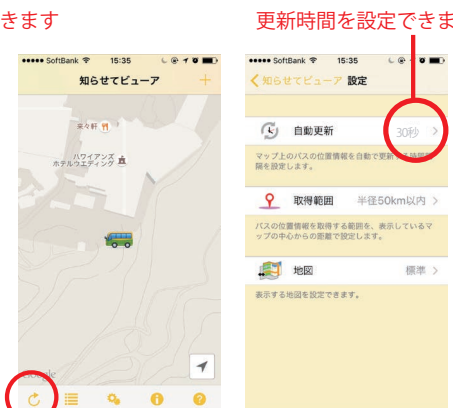 きます
更新時間を設定できま
SoftBank 15:35
知らせてビューア
来々軒
ハワイアンズ
ホテルウエディング
SoftBank 15:35
知らせてビューア 設定
自動更新 30秒
マップ上のバスの位置情報を自動で更新する時間間
隔を設定します。
取得範囲 半径50km以内
バスの位置情報を取得する範囲を、表示しているマ
ップの中心からの距離で設定します。
地図 標準
表示する地図を設定できます。